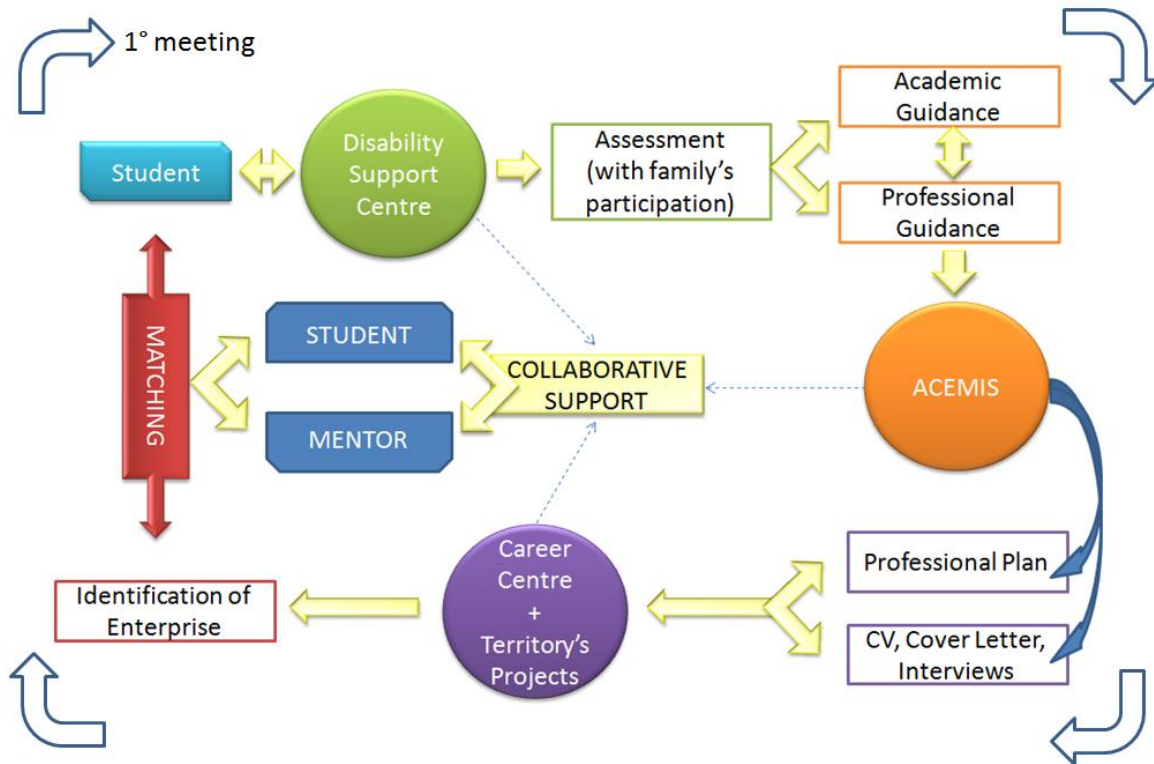 1° meeting
Student
Disability
Support
Centre
Assessment
(with family’s
participation)
Academic
Guidance
Professional
Guidance
MATCHING
STUDENT
MENTOR
COLLABORATIVE
SUPPORT
ACEMIS
Identification of
Enterprise
Career
Centre
+
Territory’s
Projects
Professional Plan
CV, Cover Letter,
Interviews